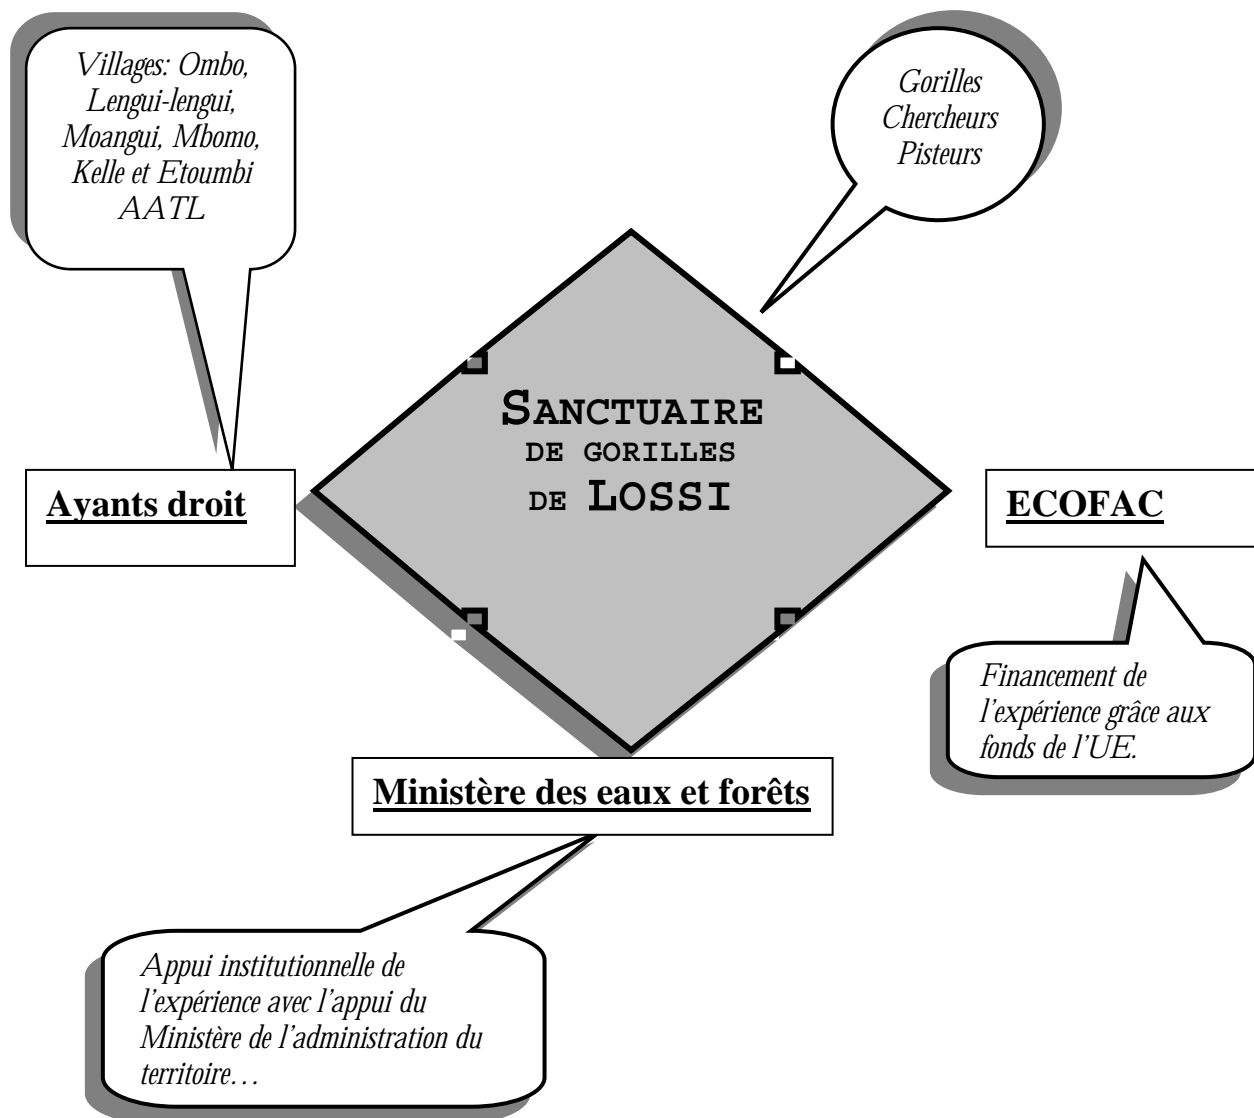 Villages: Ombo,
Lengui-lengui,
Moangui, Mbomo,
Kelle et Etoumbi
AATL
Gorilles
Chercheurs
Pisteurs
SANCTUAIRE
DE GORILLES
DE LOSSI
Ayants droit
ECOFAC
Financement de
l'expérience grâce aux
fonds de l'UE.
Ministère des eaux et forêts
Appui institutionnelle de
l'expérience avec l'appui du
Ministère de l'administration du
territoire…